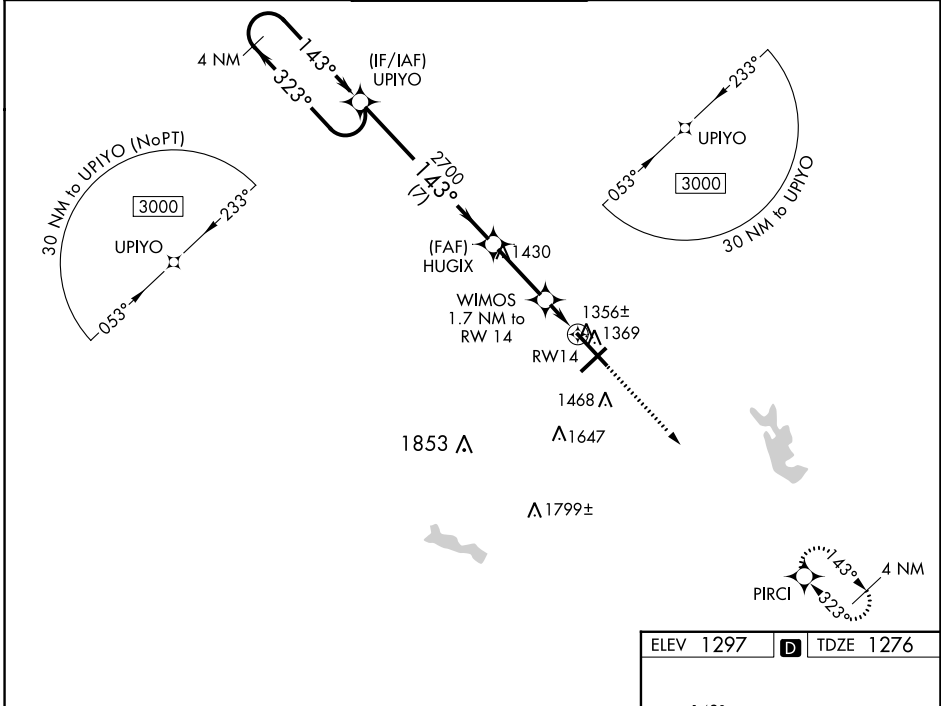 4 NM
143°
323°
(IF/IAF)
UPIYO
30 NM to UPIYO (NoPT)
3000
233°
UPIYO
053°
233°
UPIYO
3000
053°
30 NM to UPIYO
2700
143°
(7)
(FAF)
HUGIX
1430
WIMOS
1.7 NM to
RW 14
1356±
1369
RW14
1468
1647
1853
1799±
PIRCI
143°
323°
4 NM
ELEV 1297 D TDZE 1276